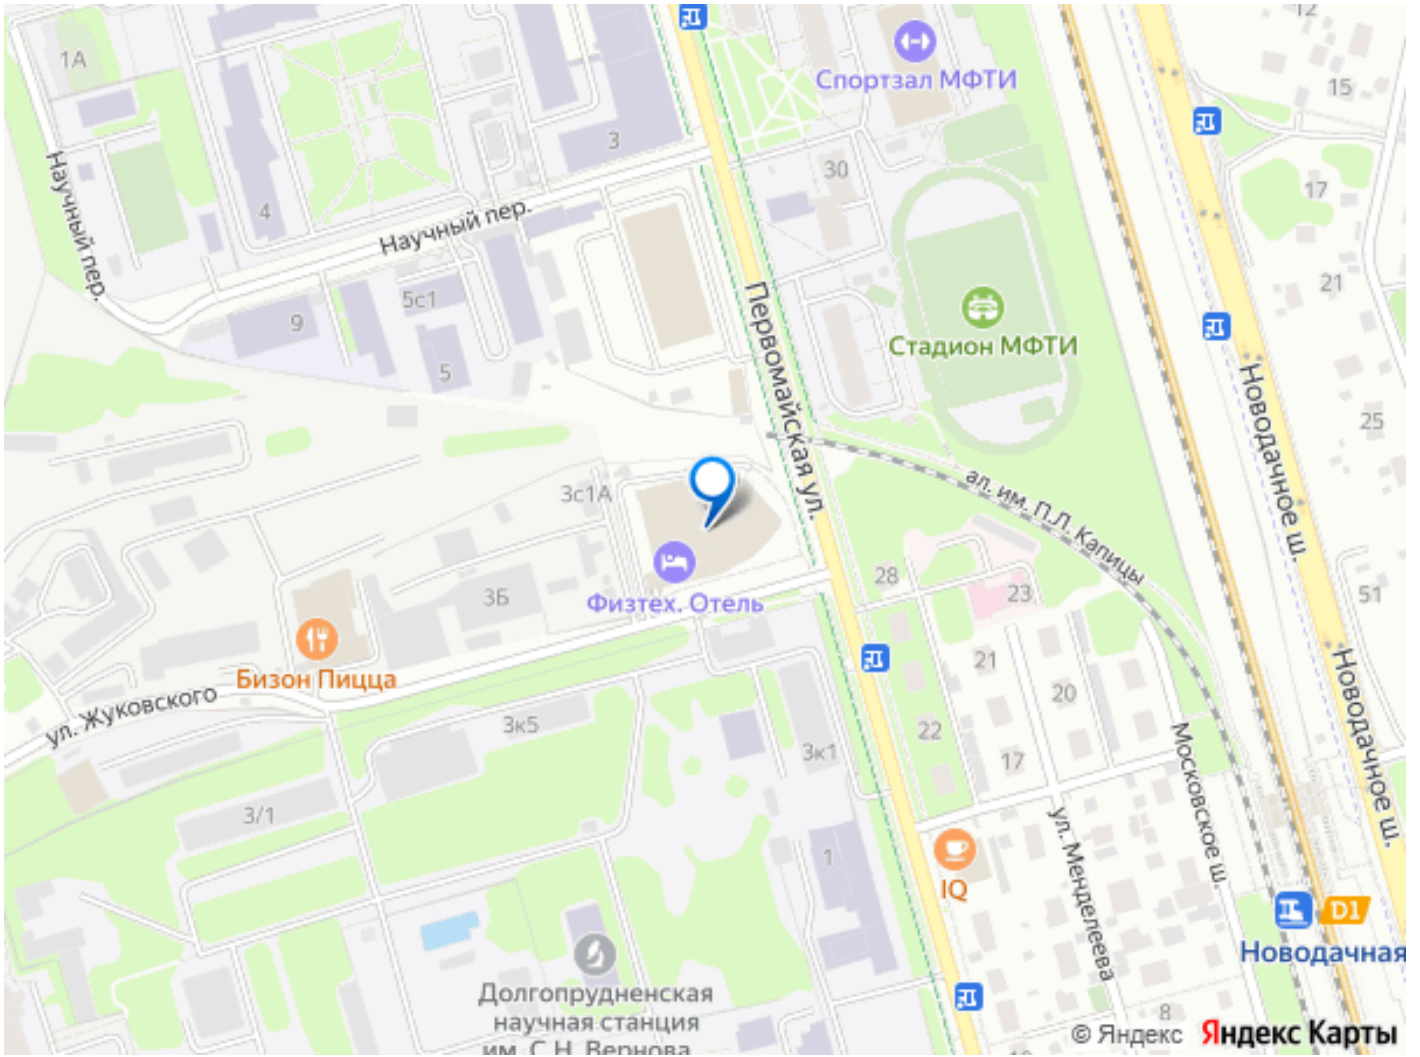 12
1А
Спортзал МФТИ
15
3
30
17
4
Научный пер.
Научный пер.
21
5с1
9
Первомайская ул.
Стадион МФТИ
5
Новодачное ш.
25
3с1А
ал. им. П.Л. Капицы
28
23
51
3Б
Физтех. Отель
21
Бизон Пицца
20
ул. Жуковского
3к5
22
3к1
17
Московское ш.
Новодачное ш.
3/1
ул. Менделеева
1
IQ
D1
Новодачная
Долгопрудненская
научная станция
им. С.Н. Вернова
8
© Яндекс Яндекс Карты